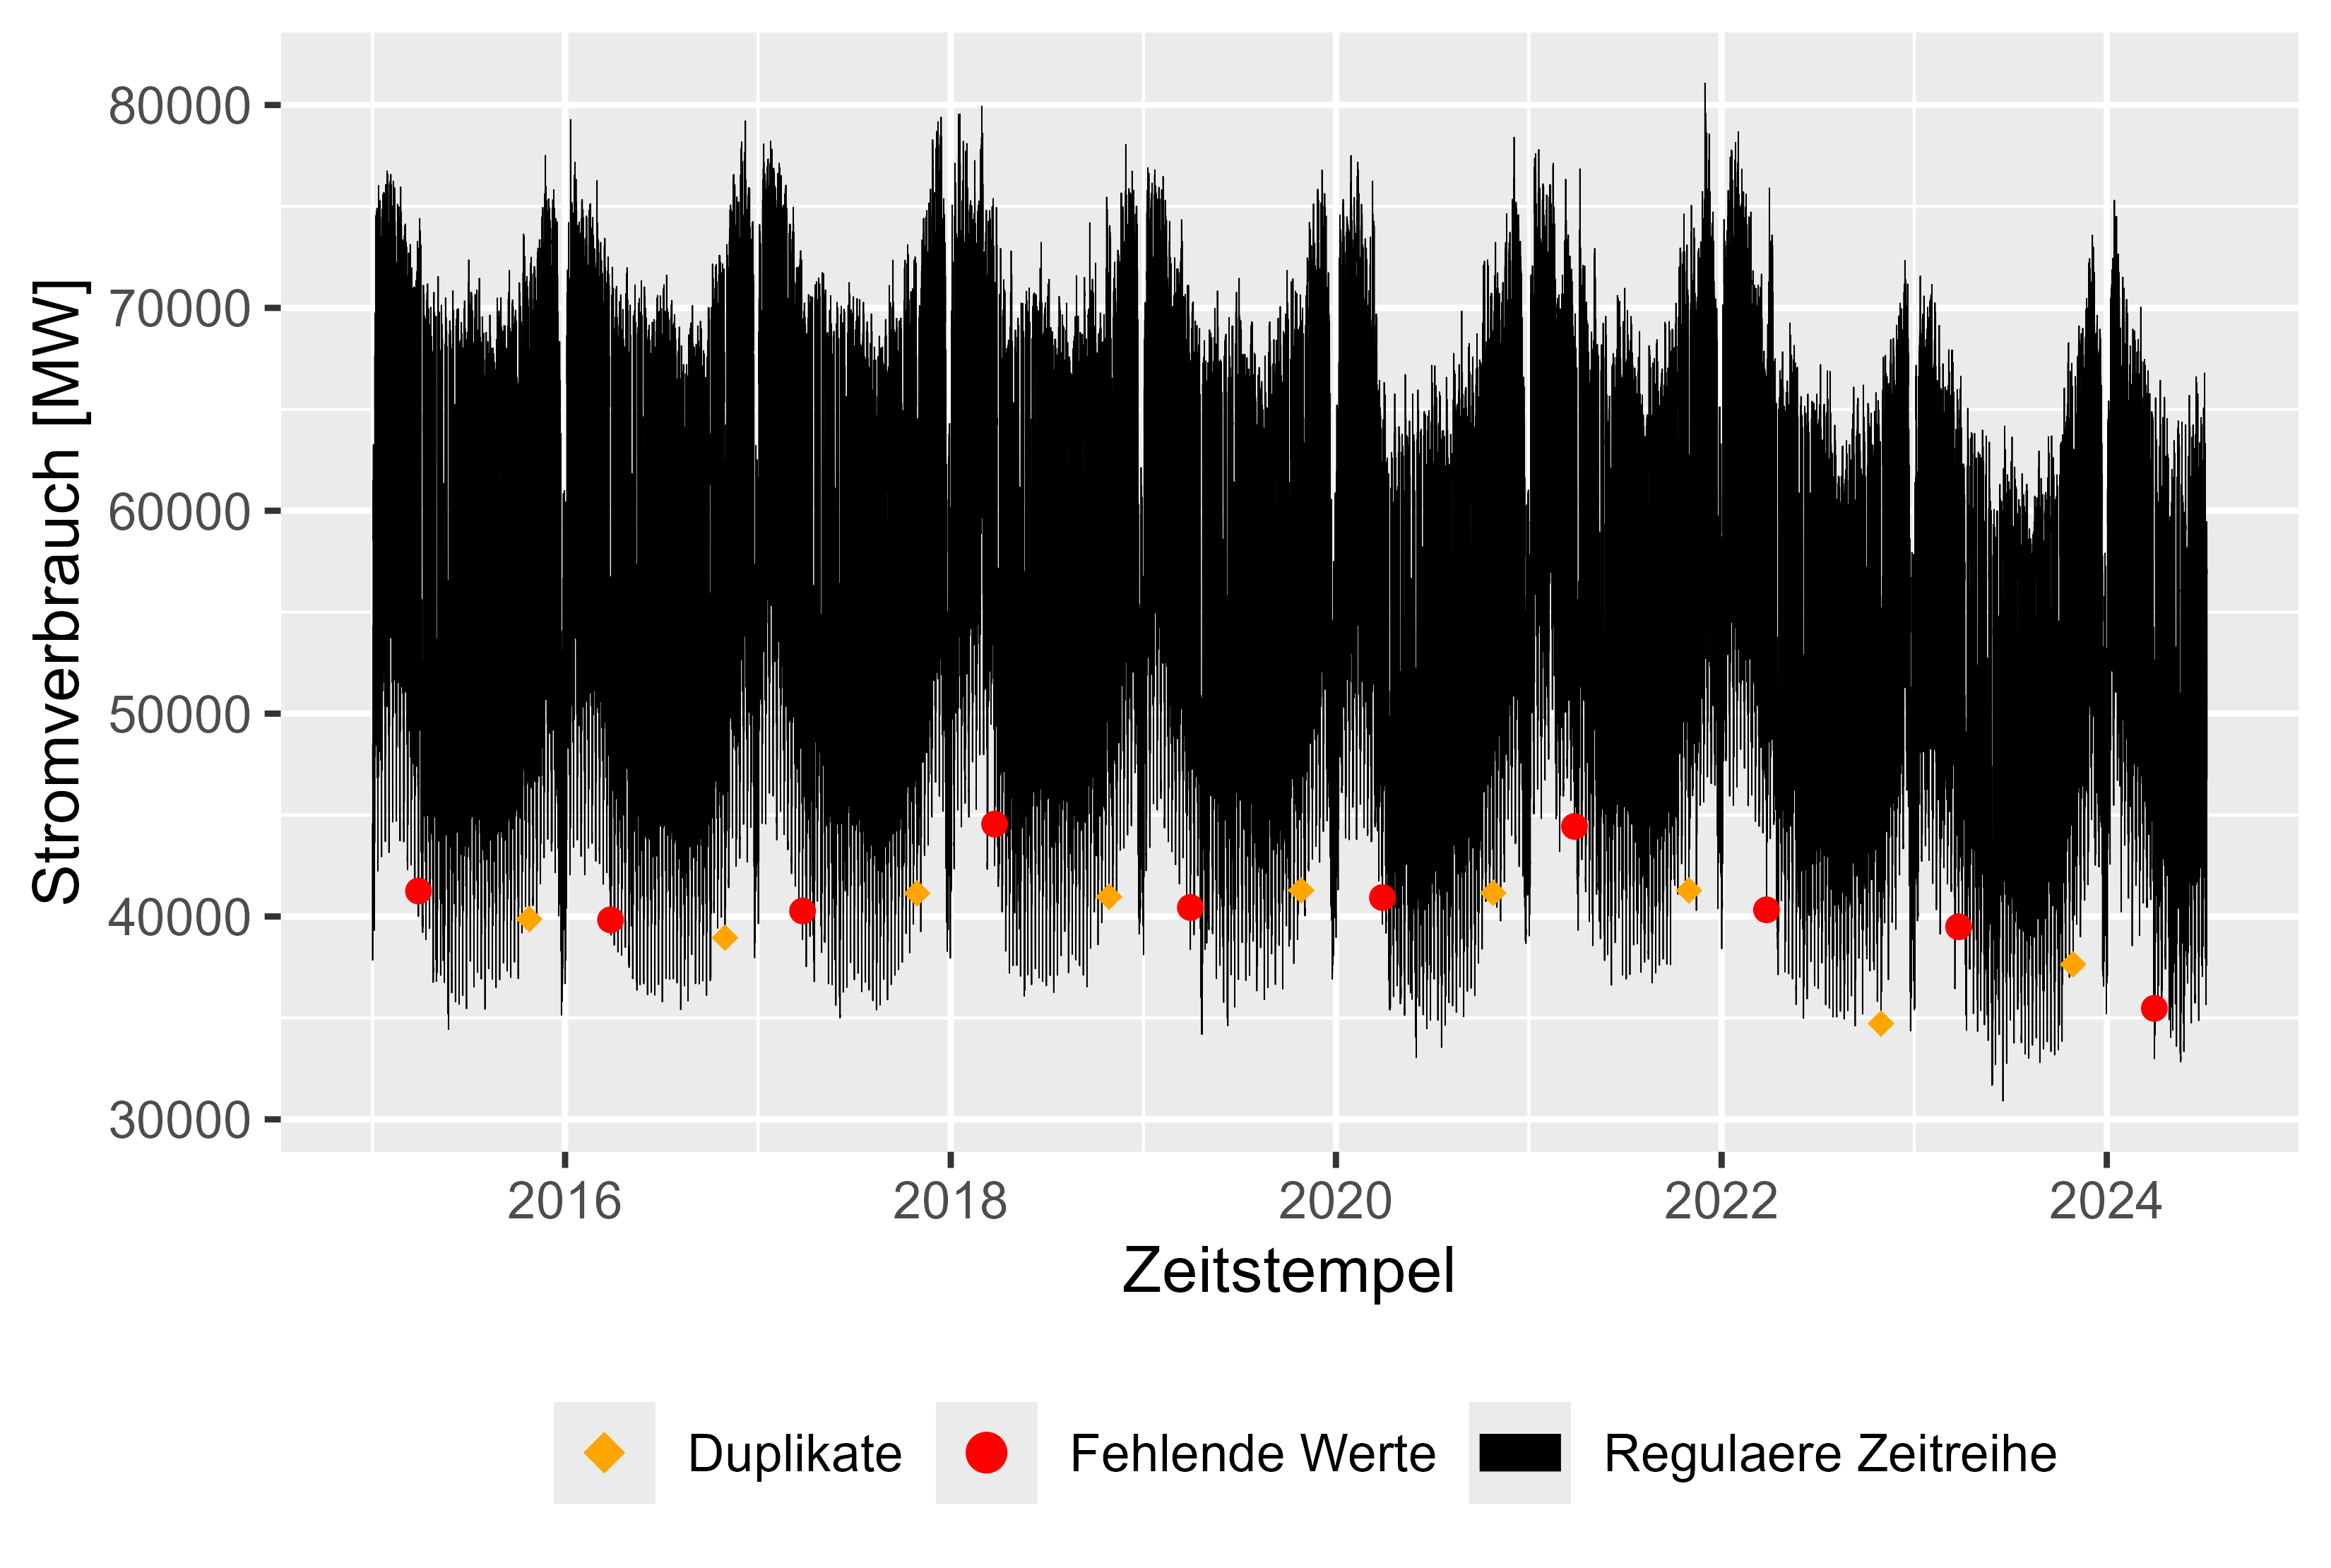 Stromverbrauch [MW]
80000
70000
60000
50000
40000
30000
2016 2018 2020 2022 2024
Zeitstempel
Duplikate Fehlende Werte Regulaere Zeitreihe